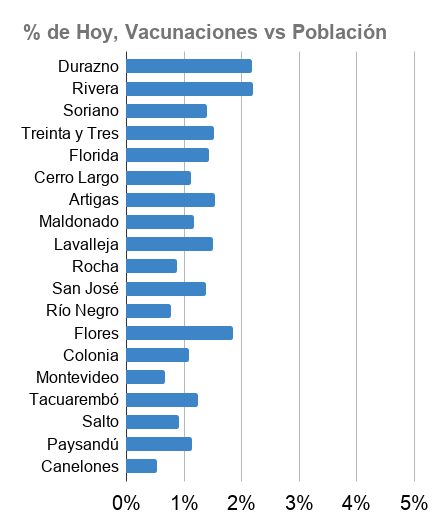 % de Hoy, Vacunaciones vs Población
Durazno
Rivera
Soriano
Treinta y Tres
Florida
Cerro Largo
Artigas
Maldonado
Lavalleja
Rocha
San José
Río Negro
Flores
Colonia
Montevideo
Tacuarembó
Salto
Paysandú
Canelones
0% 1% 2% 3% 4% 5%